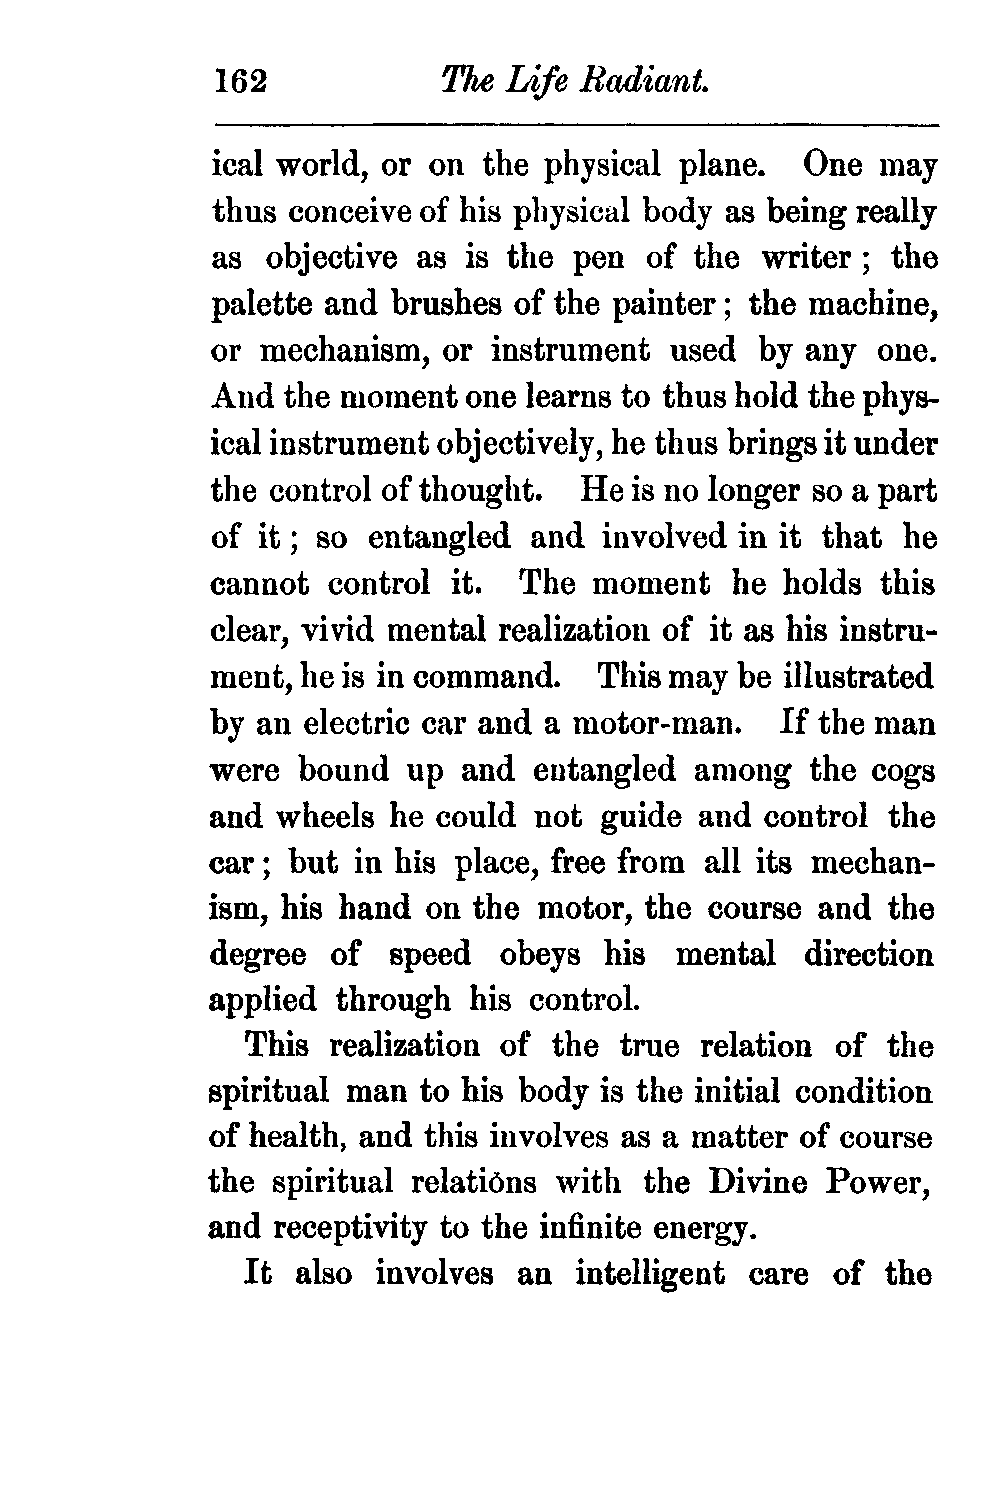 162 The Life Radiant.
ical world, or on the physical plane. One may
thus conceive of his physical body as being really
as objective as is the pen of the writer ; the
palette and brushes of the painter ; the machine,
or mechanism, or instrument used by any one.
And the moment one learns to thus hold the phys-
ical instrument objectively, he thus brings it under
the control of thought. He is no longer so a part
of it ; so entangled and involved in it that he
cannot control it. The moment he holds this
clear, vivid mental realization of it as his instru-
ment, he is in command. This may be illustrated
by an electric car and a motor-man. If the man
were bound up and entangled among the cogs
and wheels he could not guide and control the
car ; but in his place, free from all its mechan-
ism, his hand on the motor, the course and the
degree of speed obeys his mental direction
applied through his control.
This realization of the true relation of the
spiritual man to his body is the initial condition
of health, and this involves as a matter of course
the spiritual relations with the Divine Power,
and receptivity to the infinite energy.
It also involves an intelligent care of the